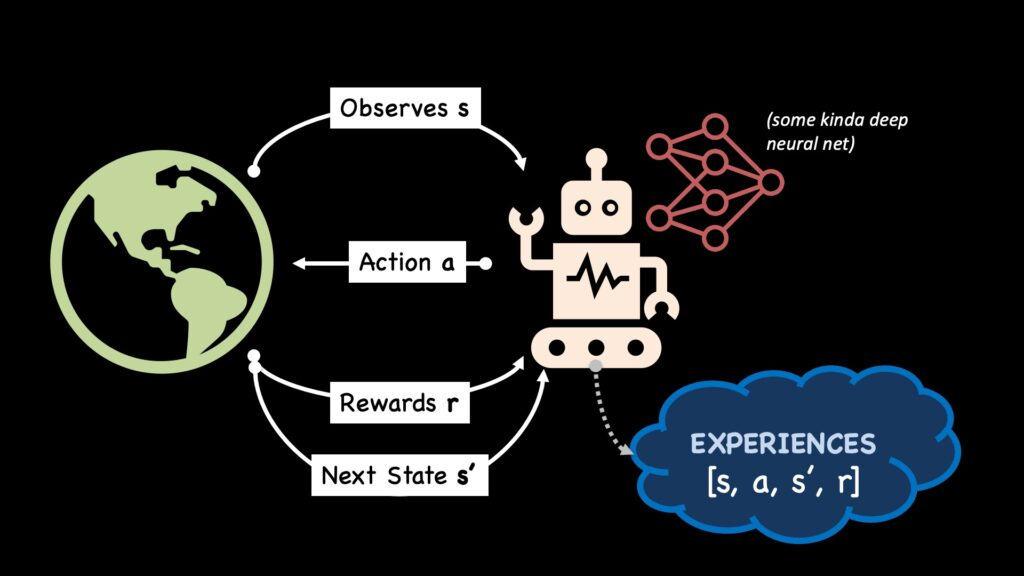 Observes s
(some kinda deep
neural net)
Action a
Rewards r
Next State s′
EXPERIENCES
[s, a, s′, r]